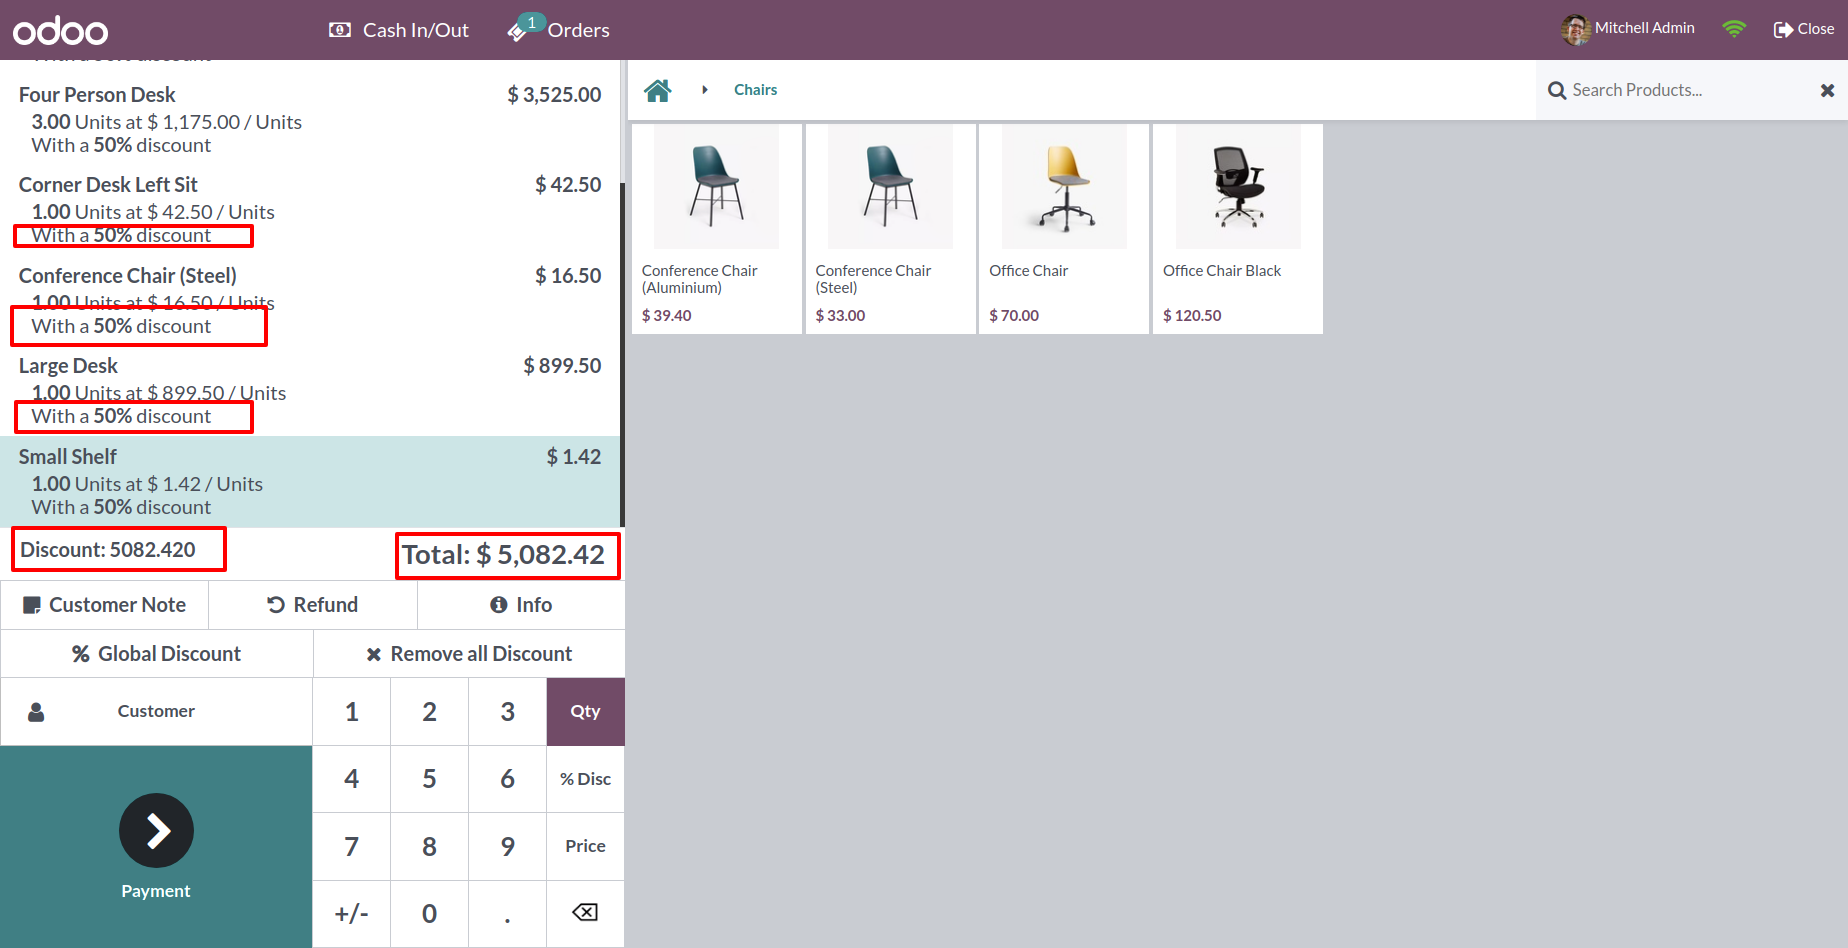 odoo
Cash In/Out
1
Orders
Mitchell Admin
Close
With a 50% discount
Four Person Desk
$ 3,525.00
3.00 Units at $ 1,175.00 / Units
With a 50% discount
Corner Desk Left Sit
$ 42.50
1.00 Units at $ 42.50 / Units
With a 50% discount
Conference Chair (Steel)
$ 16.50
1.00 Units at $ 16.50 / Units
With a 50% discount
Large Desk
$ 899.50
1.00 Units at $ 899.50 / Units
With a 50% discount
Small Shelf
$ 1.42
1.00 Units at $ 1.42 / Units
With a 50% discount
Discount: 5082.420
Total: $ 5,082.42
Customer Note
Refund
Info
% Global Discount
Remove all Discount
Customer
1
2
3
Qty
4
5
6
% Disc
7
8
9
Price
+/-
0
.
Payment
Chairs
Search Products...
Conference Chair
(Aluminium)
$ 39.40
Conference Chair
(Steel)
$ 33.00
Office Chair
$ 70.00
Office Chair Black
$ 120.50